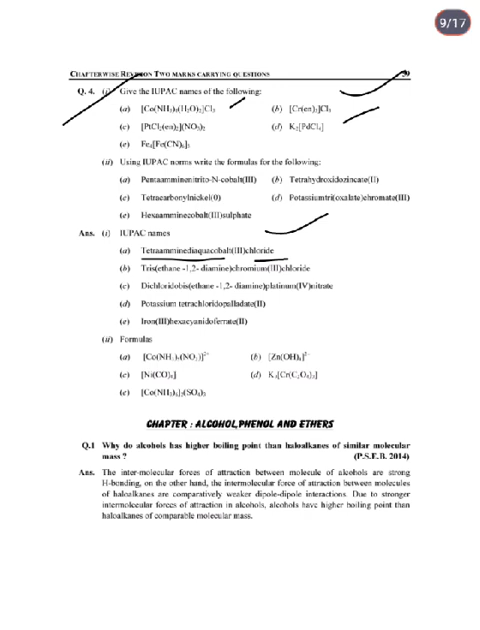 9/17
CHAPTERWISE REVISION TWO MARKS CARRYING QUESTIONS 59
Q. 4. (i) Give the IUPAC names of the following:
(a) [Co(NH₃)₄(H₂O)₂]Cl₃ (b) [Cr(en)₃]Cl₃
(c) [PtCl₂(en)₂](NO₃)₂ (d) K₂[PdCl₄]
(e) Fe₄[Fe(CN)₆]₃
(ii) Using IUPAC norms write the formulas for the following:
(a) Pentaamminenitrito-N-cobalt(III) (b) Tetrahydroxidozincate(II)
(c) Tetracarbonylnickel(0) (d) Potassiumtri(oxalate)chromate(III)
(e) Hexaamminecobalt(III)sulphate
Ans. (i) IUPAC names
(a) Tetraamminediaquacobalt(III)chloride
(b) Tris(ethane -1,2- diamine)chromium(III)chloride
(c) Dichloridobis(ethane -1,2- diamine)platinum(IV)nitrate
(d) Potassium tetrachloridopalladate(II)
(e) Iron(III)hexacyanidoferrate(II)
(ii) Formulas
(a) [Co(NH₃)₅(NO₂)]²⁺ (b) [Zn(OH)₄]²⁻
(c) [Ni(CO)₄] (d) K₃[Cr(C₂O₄)₃]
(e) [Co(NH₃)₆]₂(SO₄)₃
CHAPTER : ALCOHOL,PHENOL AND ETHERS
Q.1 Why do alcohols has higher boiling point than haloalkanes of similar molecular
mass ? (P.S.E.B. 2014)
Ans. The inter-molecular forces of attraction between molecule of alcohols are strong
H-bonding, on the other hand, the intermolecular force of attraction between molecules
of haloalkanes are comparatively weaker dipole-dipole interactions. Due to stronger
intermolecular forces of attraction in alcohols, alcohols have higher boiling point than
haloalkanes of comparable molecular mass.